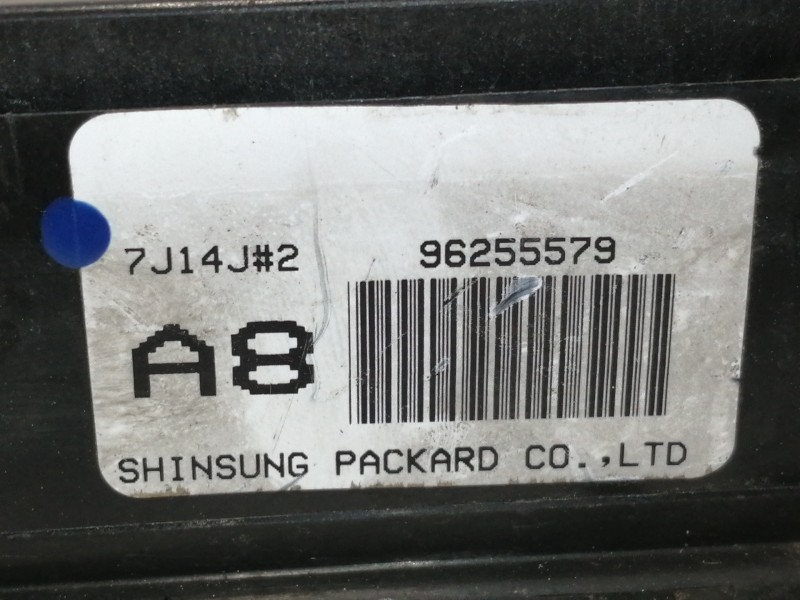 7J14J#2 96255579
A8
SHINSUNG PACKARD CO.,LTD